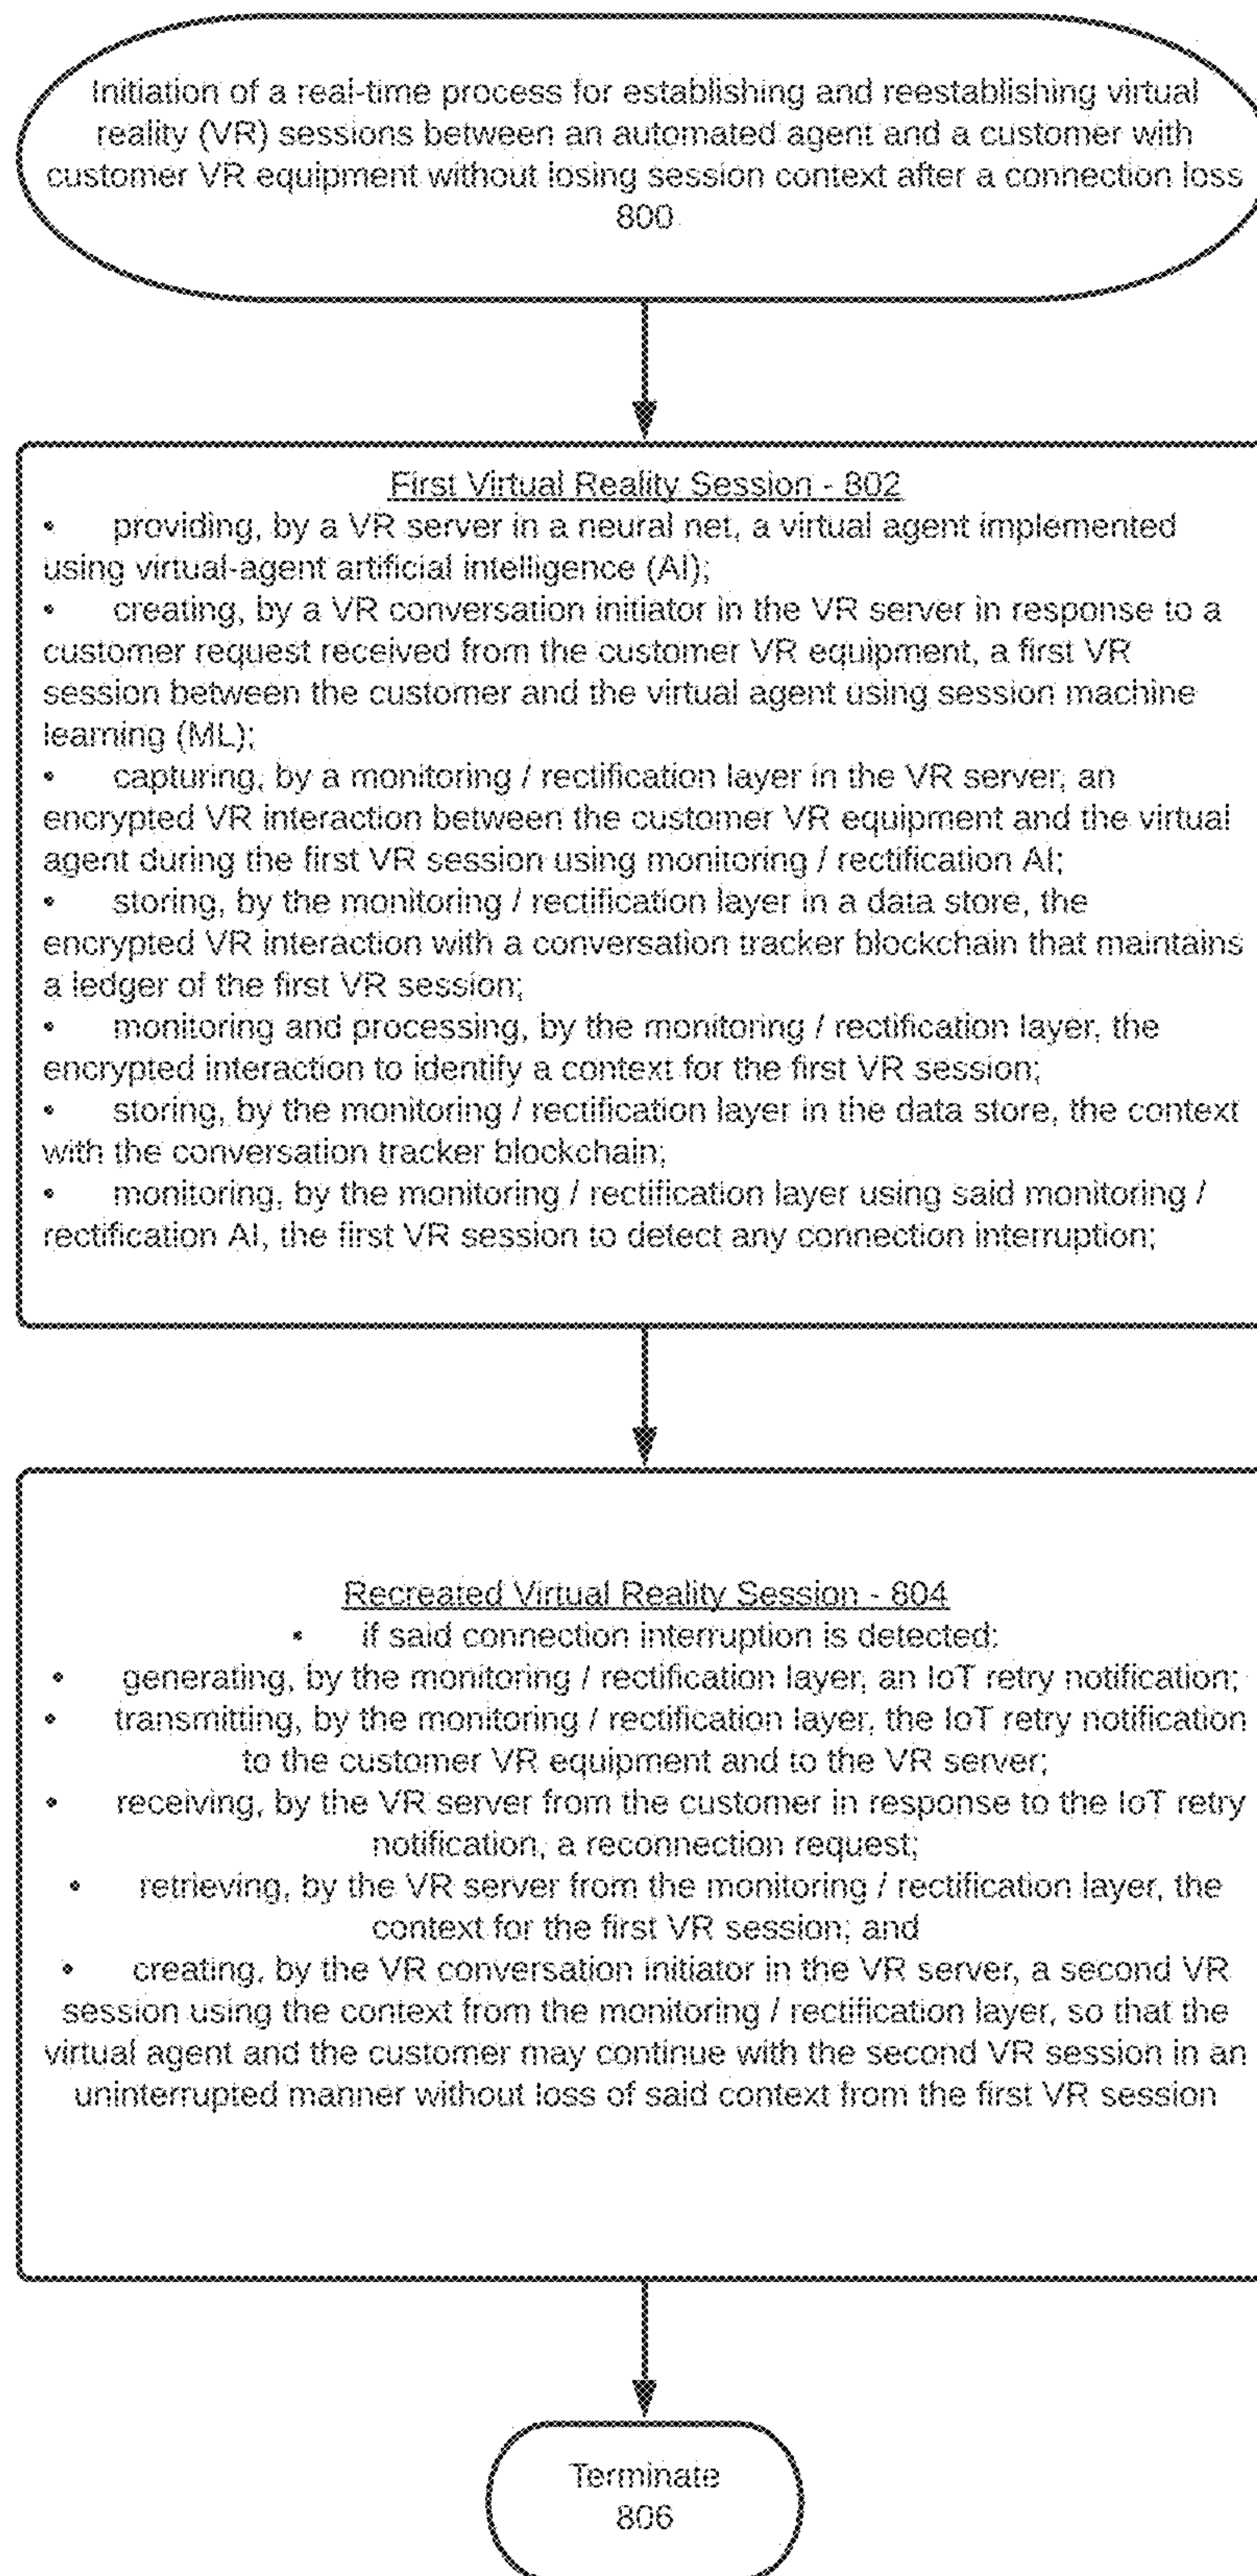 Initiation of a real-time process for establishing and reestablishing virtual
reality (VR) sessions between an automated agent and a customer with
customer VR equipment without losing session context after a connection loss
800
First Virtual Reality Session - 802
• providing, by a VR server in a neural net, a virtual agent implemented
using virtual-agent artificial intelligence (AI);
• creating, by a VR conversation initiator in the VR server in response to a
customer request received from the customer VR equipment, a first VR
session between the customer and the virtual agent using session machine
learning (ML);
• capturing, by a monitoring / rectification layer in the VR server, an
encrypted VR interaction between the customer VR equipment and the virtual
agent during the first VR session using monitoring / rectification AI;
• storing, by the monitoring / rectification layer in a data store, the
encrypted VR interaction with a conversation tracker blockchain that maintains
a ledger of the first VR session;
• monitoring and processing, by the monitoring / rectification layer, the
encrypted interaction to identify a context for the first VR session;
• storing, by the monitoring / rectification layer in the data store, the context
with the conversation tracker blockchain;
• monitoring, by the monitoring / rectification layer using said monitoring /
rectification AI, the first VR session to detect any connection interruption;
Recreated Virtual Reality Session - 804
• if said connection interruption is detected:
• generating, by the monitoring / rectification layer, an IoT retry notification;
• transmitting, by the monitoring / rectification layer, the IoT retry notification
to the customer VR equipment and to the VR server;
• receiving, by the VR server from the customer in response to the IoT retry
notification, a reconnection request;
• retrieving, by the VR server from the monitoring / rectification layer, the
context for the first VR session; and
• creating, by the VR conversation initiator in the VR server, a second VR
session using the context from the monitoring / rectification layer, so that the
virtual agent and the customer may continue with the second VR session in an
uninterrupted manner without loss of said context from the first VR session
Terminate
806